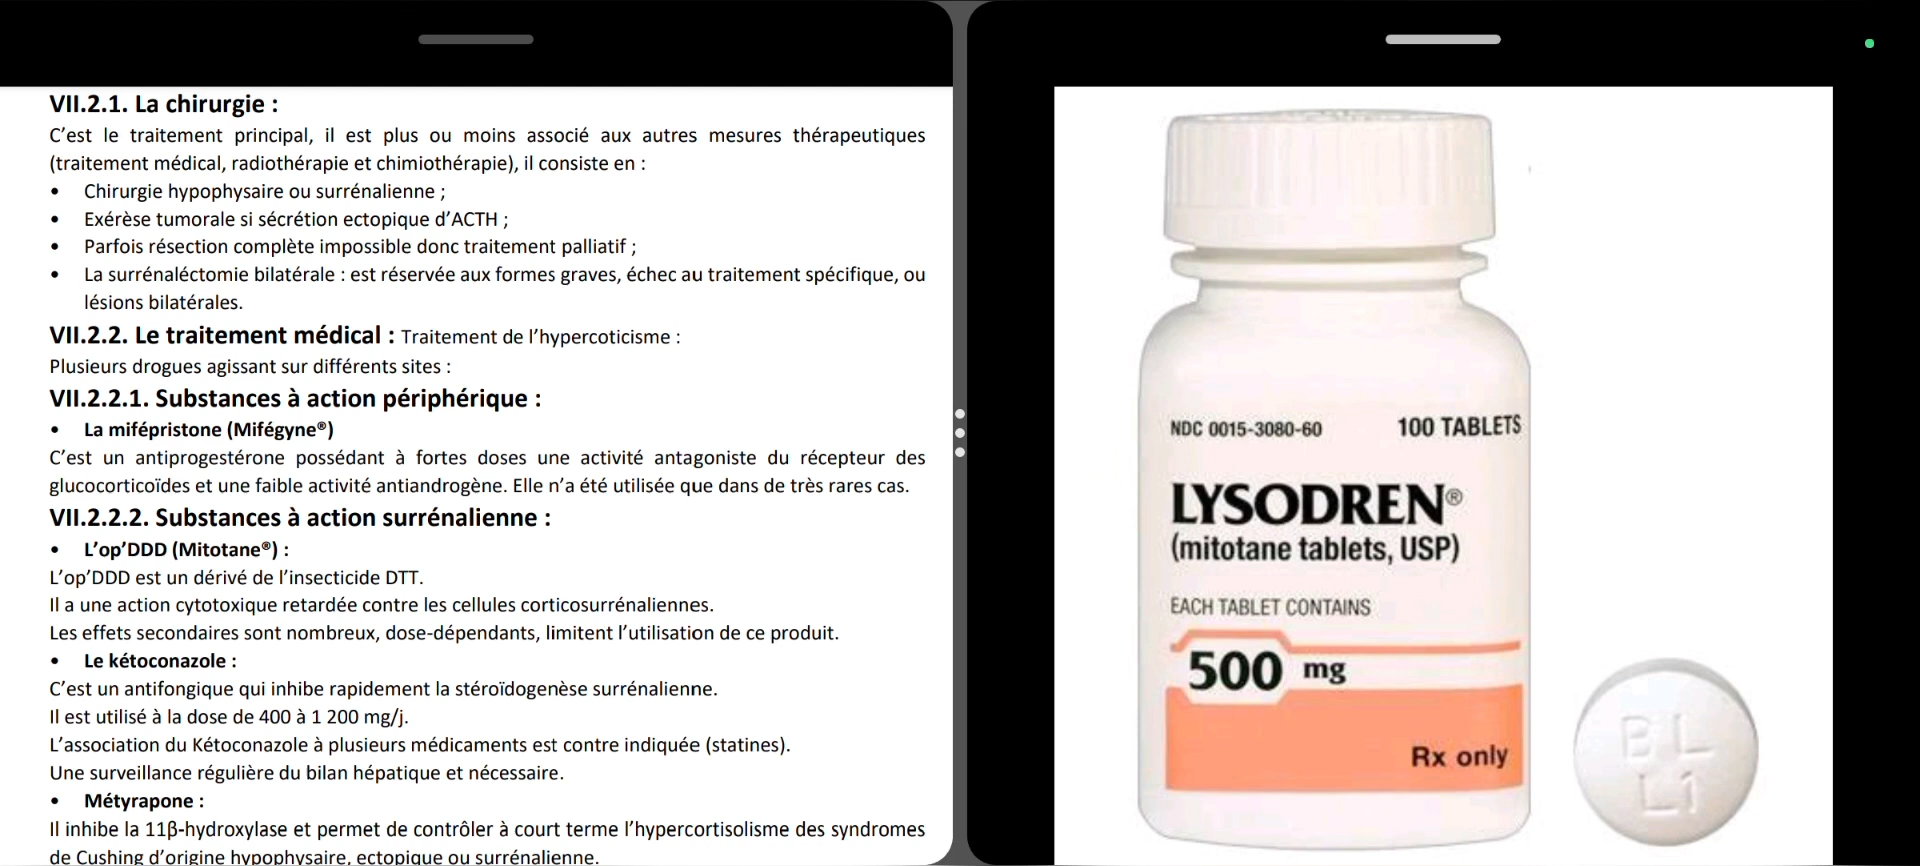 VII.2.1. La chirurgie :
C’est le traitement principal, il est plus ou moins associé aux autres mesures thérapeutiques
(traitement médical, radiothérapie et chimiothérapie), il consiste en :
• Chirurgie hypophysaire ou surrénalienne ;
• Exérèse tumorale si sécrétion ectopique d’ACTH ;
• Parfois résection complète impossible donc traitement palliatif ;
• La surrénaléctomie bilatérale : est réservée aux formes graves, échec au traitement spécifique, ou
lésions bilatérales.
VII.2.2. Le traitement médical : Traitement de l’hypercoticisme :
Plusieurs drogues agissant sur différents sites :
VII.2.2.1. Substances à action périphérique :
• La mifépristone (Mifégyne®)
C’est un antiprogestérone possédant à fortes doses une activité antagoniste du récepteur des
glucocorticoïdes et une faible activité antiandrogène. Elle n’a été utilisée que dans de très rares cas.
VII.2.2.2. Substances à action surrénalienne :
• L’op’DDD (Mitotane®) :
L’op’DDD est un dérivé de l’insecticide DTT.
Il a une action cytotoxique retardée contre les cellules corticosurrénaliennes.
Les effets secondaires sont nombreux, dose-dépendants, limitent l’utilisation de ce produit.
• Le kétoconazole :
C’est un antifongique qui inhibe rapidement la stéroïdogenèse surrénalienne.
Il est utilisé à la dose de 400 à 1 200 mg/j.
L’association du Kétoconazole à plusieurs médicaments est contre indiquée (statines).
Une surveillance régulière du bilan hépatique et nécessaire.
• Métyrapone :
Il inhibe la 11β-hydroxylase et permet de contrôler à court terme l’hypercortisolisme des syndromes
de Cushing d’origine hypophysaire, ectopique ou surrénalienne.
NDC 0015-3080-60 100 TABLETS
LYSODREN®
(mitotane tablets, USP)
EACH TABLET CONTAINS
500 mg
Rx only
BL
L1